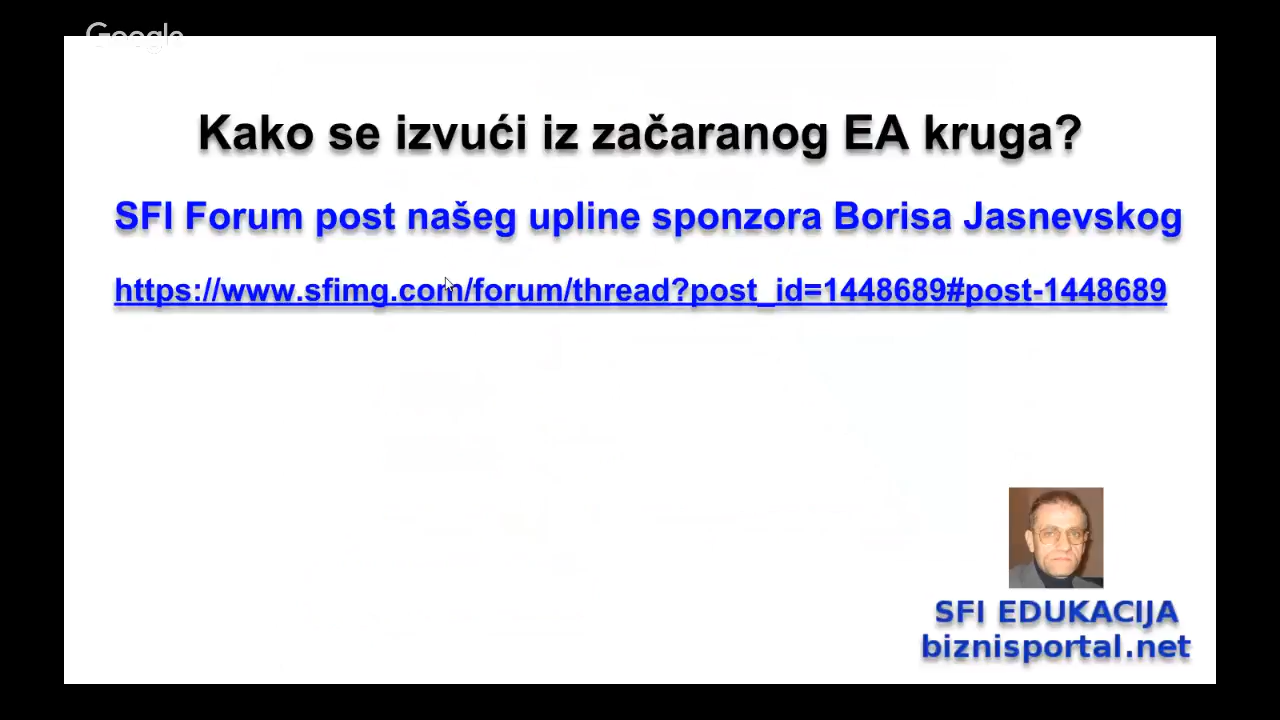 Google
Kako se izvući iz začaranog EA kruga?
SFI Forum post našeg upline sponzora Borisa Jasnevskog
https://www.sfimg.com/forum/thread?post_id=1448689#post-1448689
SFI EDUKACIJA
biznisportal.net